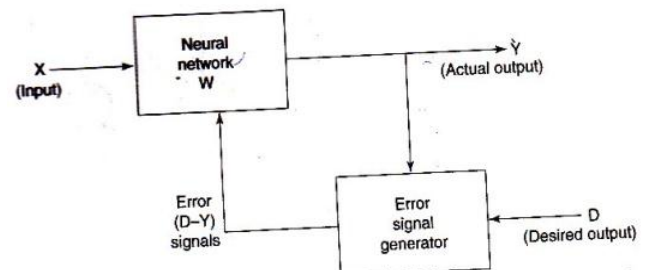 Neural
network
W
X
(Input)
Y
(Actual output)
Error
(D–Y)
signals
Error
signal
generator
D
(Desired output)